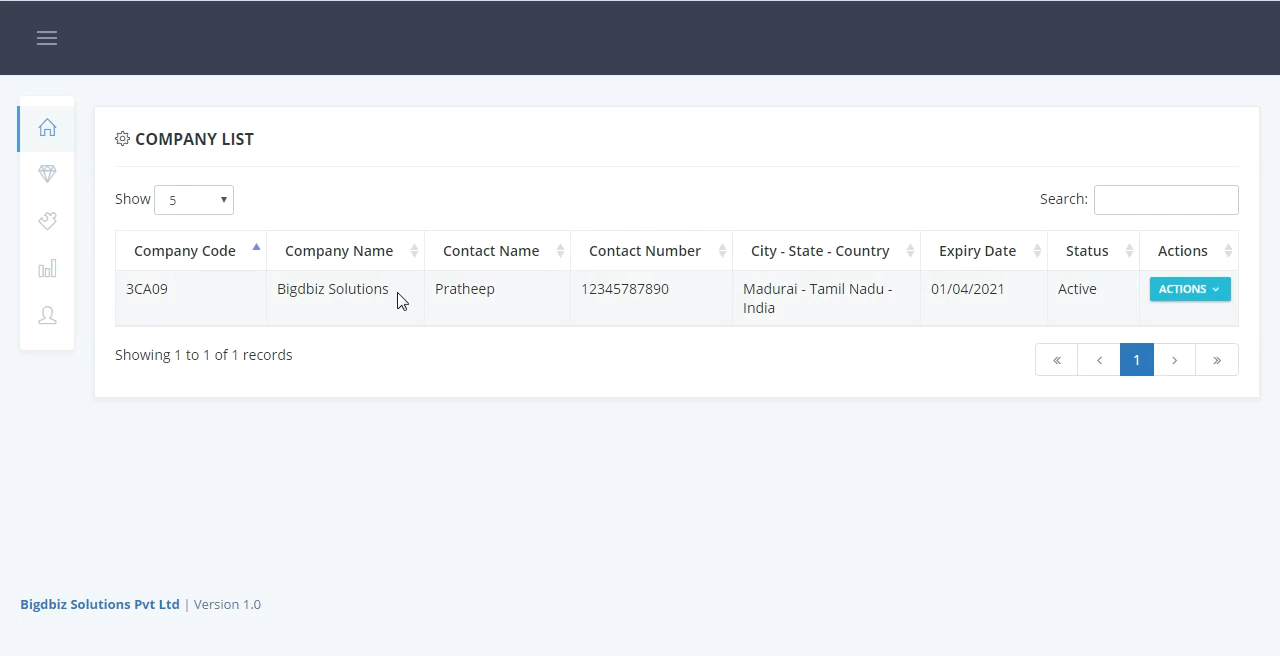 COMPANY LIST
Show 5
Search:
Company Code Company Name Contact Name Contact Number City - State - Country Expiry Date Status Actions
3CA09 Bigdbiz Solutions Pratheep 12345787890 Madurai - Tamil Nadu - 01/04/2021 Active ACTIONS
India
Showing 1 to 1 of 1 records
« ‹ 1 › »
Bigdbiz Solutions Pvt Ltd | Version 1.0